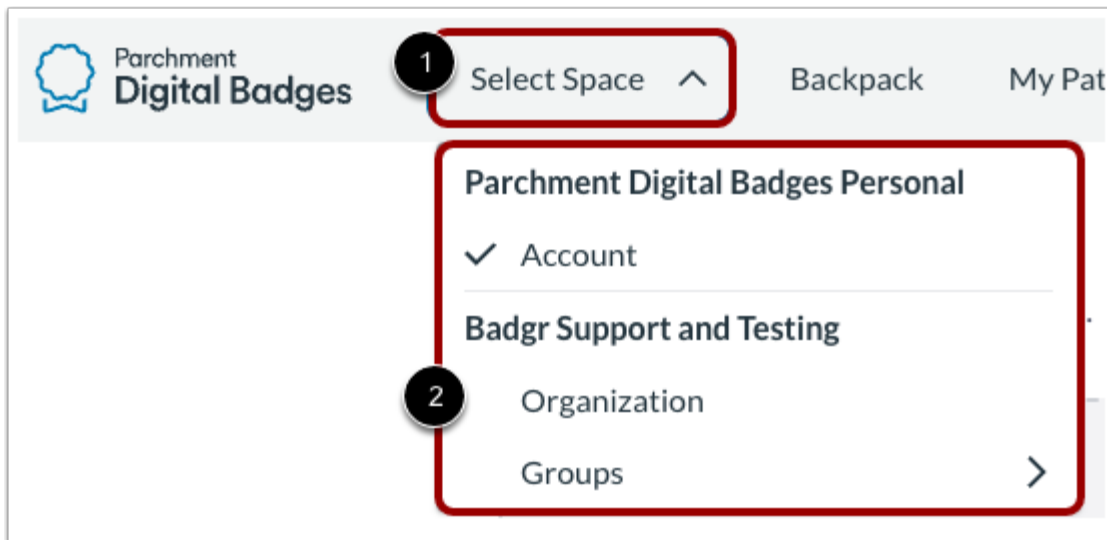 Parchment
Digital Badges
1
Select Space
Backpack
My Pat
Parchment Digital Badges Personal
Account
Badgr Support and Testing
2
Organization
Groups